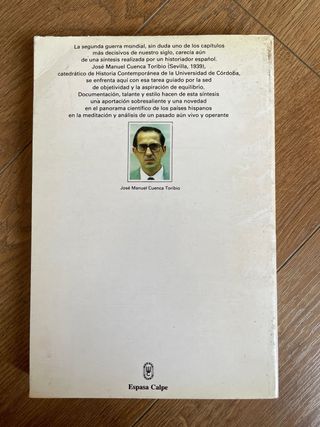 La segunda guerra mundial, sin duda uno de los capítulos
más decisivos de nuestro siglo, carecía aún
de una síntesis realizada por un historiador español.
José Manuel Cuenca Toribio (Sevilla, 1939),
catedrático de Historia Contemporánea de la Universidad de Córdoba,
se enfrenta aquí con esa tarea guiado por la sed
de objetividad y la aspiración de equilibrio.
Documentación, talante y estilo hacen de esta síntesis
una aportación sobresaliente y una novedad
en el panorama científico de los países hispanos
en la meditación y análisis de un pasado aún vivo y operante
José Manuel Cuenca Toribio
Espasa Calpe